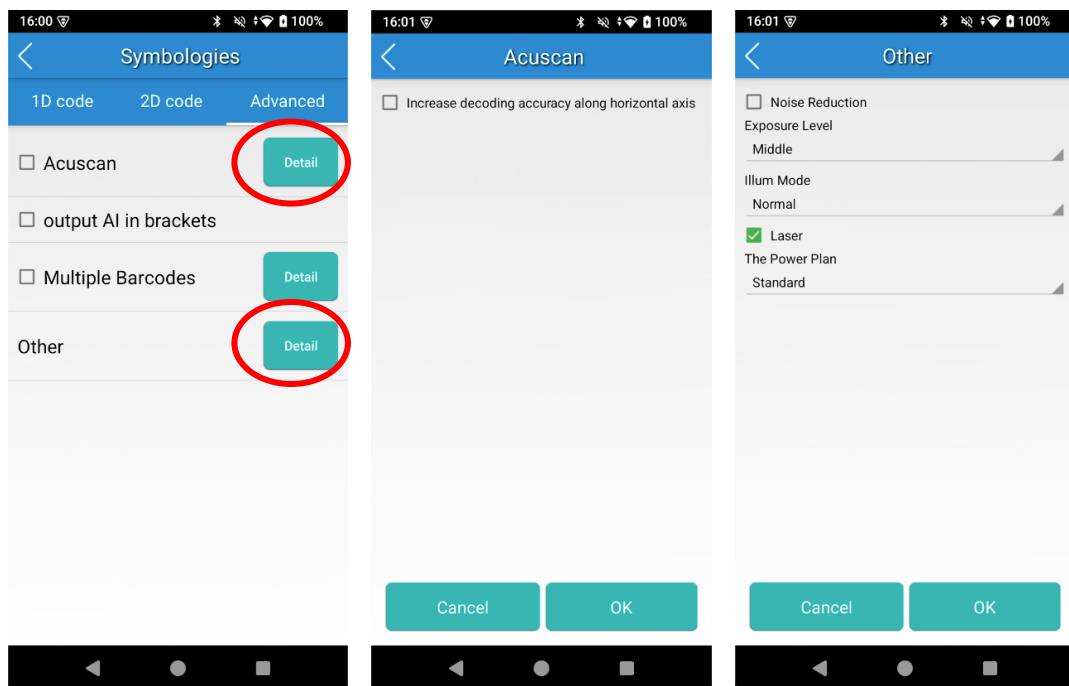 16:00 100%
Symbologies
1D code 2D code Advanced
Acuscan Detail
output AI in brackets
Multiple Barcodes Detail
Other Detail
16:01 100%
Acuscan
Increase decoding accuracy along horizontal axis
Cancel OK
16:01 100%
Other
Noise Reduction
Exposure Level
Middle
Illum Mode
Normal
Laser
The Power Plan
Standard
Cancel OK